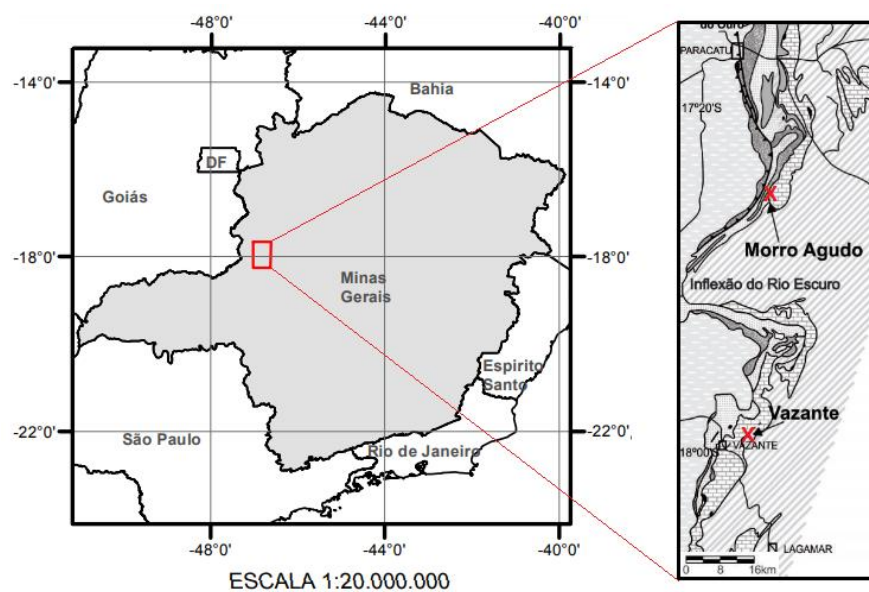 -48°0' -44°0' -40°0'
-14°0' -14°0'
Bahia
DF
Goiás
-18°0' -18°0'
Minas
Gerais
Espirito
Santo
-22°0' -22°0'
São Paulo
Rio de Janeiro
-48°0' -44°0' -40°0'
ESCALA 1:20.000.000
PARACATU
17°20'S
X
Morro Agudo
Inflexão do Rio Escuro
Vazante
X
VAZANTE
18°00'S
LAGAMAR
0 8 16km